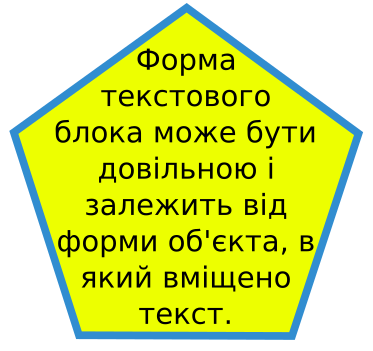 Форма
текстового
блока може бути
довільною і
залежить від
форми об'єкта, в
який вміщено
текст.